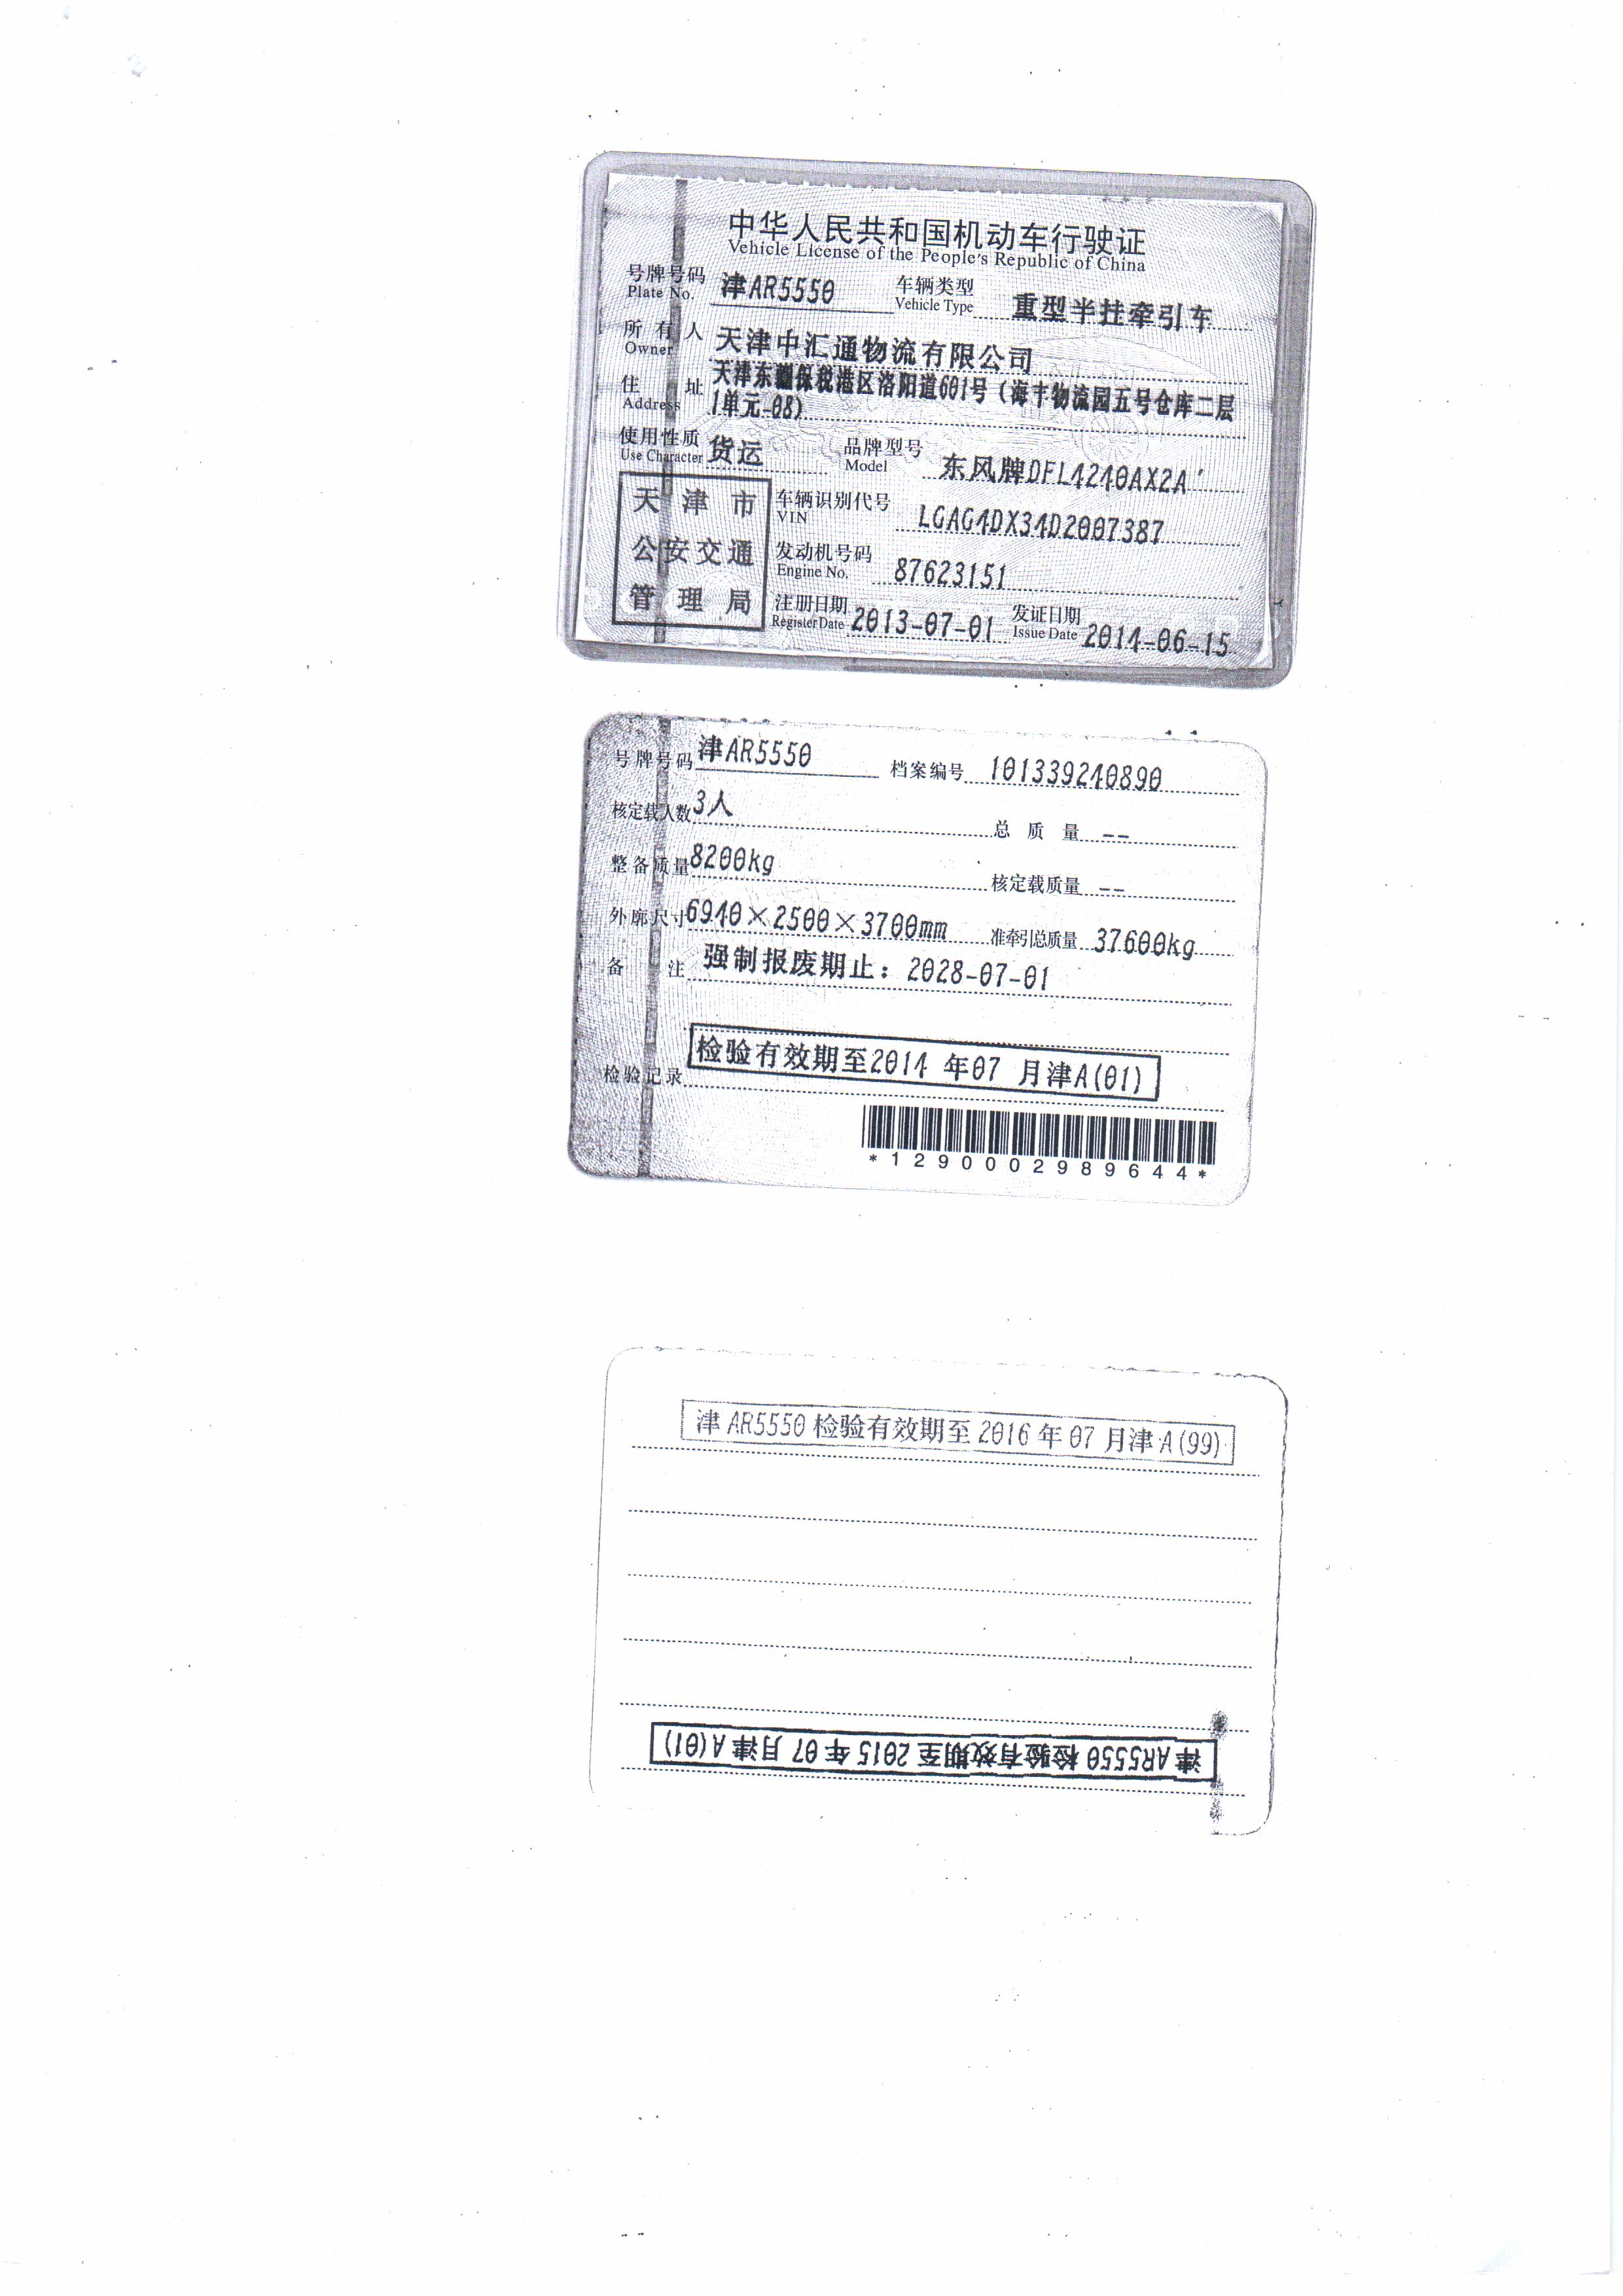 中华人民共和国机动车行驶证
Vehicle License of the People's Republic of China
号牌号码 津AR5550 车辆类型 重型半挂牵引车
Plate No. Vehicle Type
所有人 天津中汇通物流有限公司
Owner
住址 天津东疆保税港区洛阳道601号(海丰物流园五号仓库二层
Address 1单元-08)
使用性质 货运 品牌型号 东风牌DFL4240AX2A
Use Character Model
天津市 车辆识别代号 LGAG4DX34D2007387
VIN
公安交通 发动机号码 87623151
Engine No.
管理局 注册日期 2013-07-01 发证日期 2014-06-15
Register Date Issue Date
号牌号码 津AR5550 档案编号 101339240890
核定载人数 3人 总质量 --
整备质量 8200kg 核定载质量 --
外廓尺寸 6940×2500×3700mm 准牵引总质量 37600kg
备注 强制报废期止:2028-07-01
检验记录 检验有效期至2014年07月津A(01)
*1290002989644*
津AR5550检验有效期至2016年07月津A(99)
津AR5550检验有效期至2015年07月津A(01)